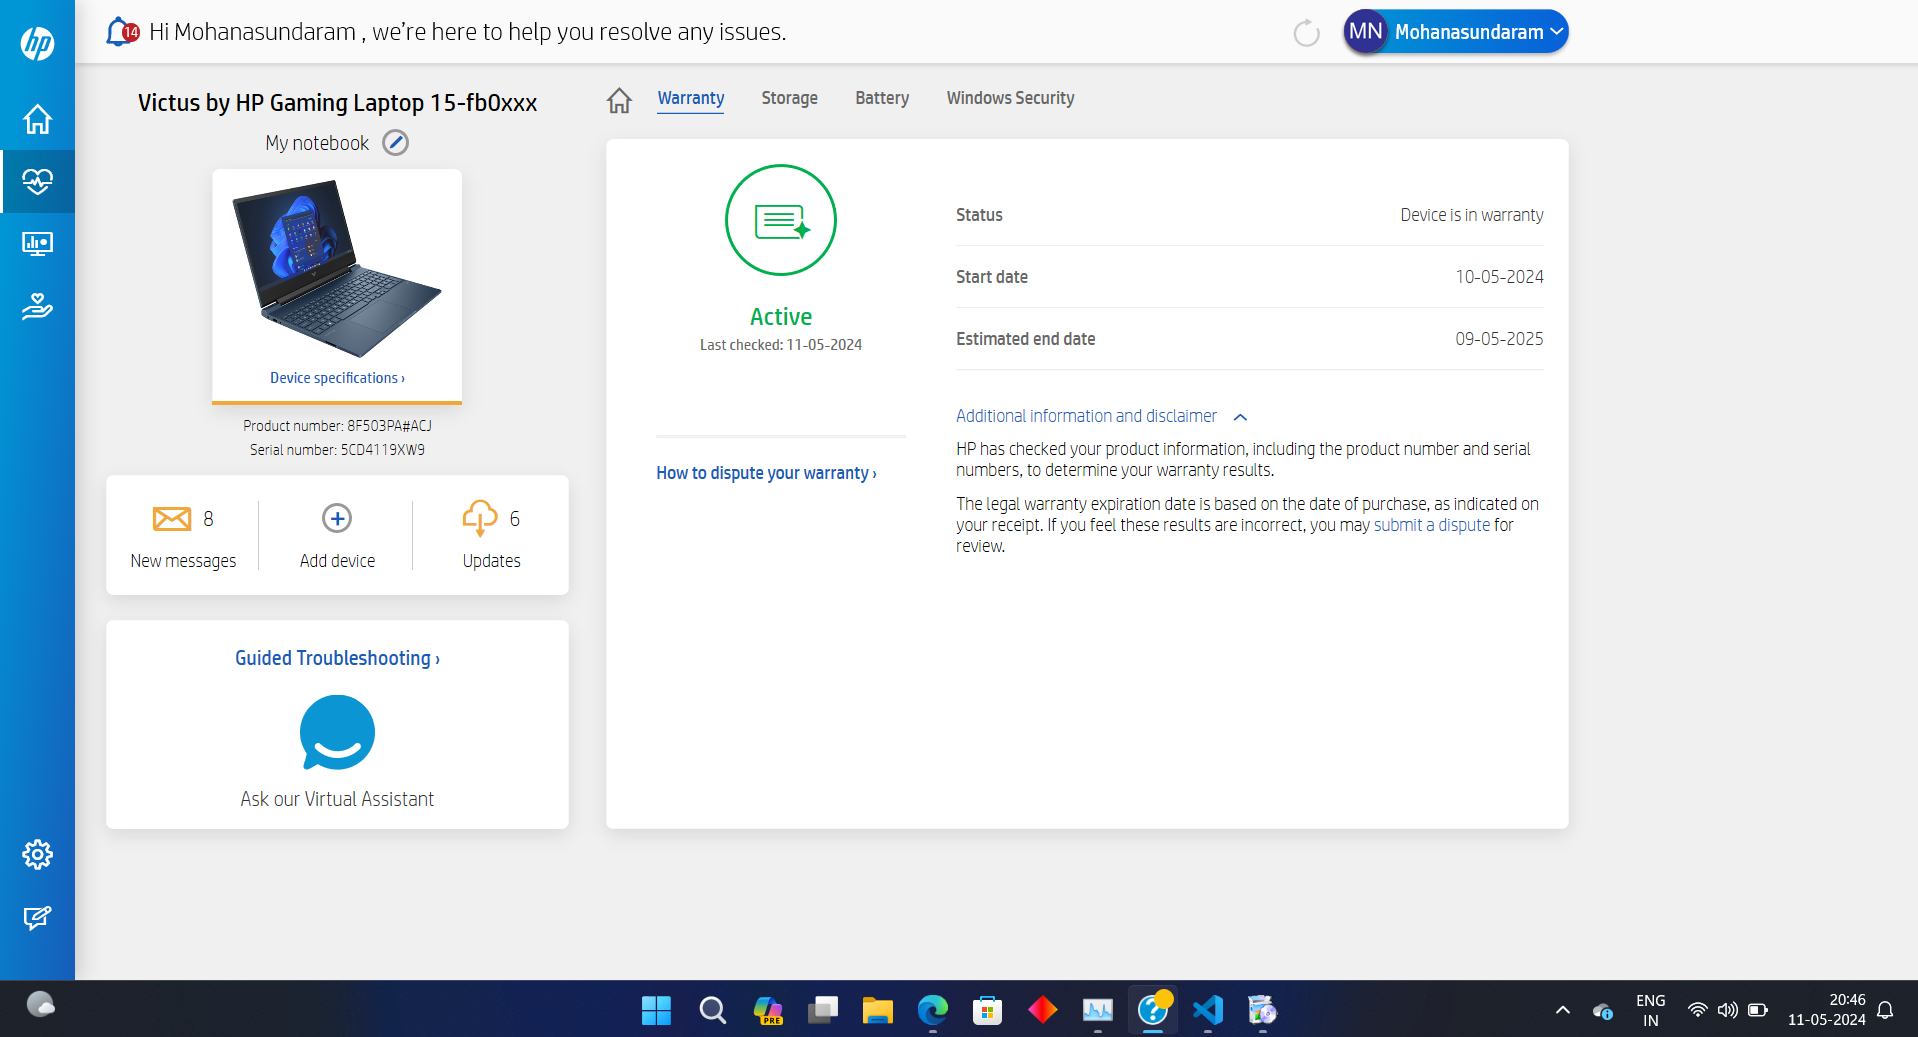 hp
14
Hi Mohanasundaram , we’re here to help you resolve any issues.
MN
Mohanasundaram
Victus by HP Gaming Laptop 15-fb0xxx
My notebook
Device specifications ›
Product number: 8F503PA#ACJ
Serial number: 5CD4119XW9
8
New messages
Add device
6
Updates
Guided Troubleshooting ›
Ask our Virtual Assistant
Warranty
Storage
Battery
Windows Security
Active
Last checked: 11-05-2024
How to dispute your warranty ›
Status
Device is in warranty
Start date
10-05-2024
Estimated end date
09-05-2025
Additional information and disclaimer
HP has checked your product information, including the product number and serial
numbers, to determine your warranty results.
The legal warranty expiration date is based on the date of purchase, as indicated on
your receipt. If you feel these results are incorrect, you may submit a dispute for
review.
PRE
ENG
IN
20:46
11-05-2024